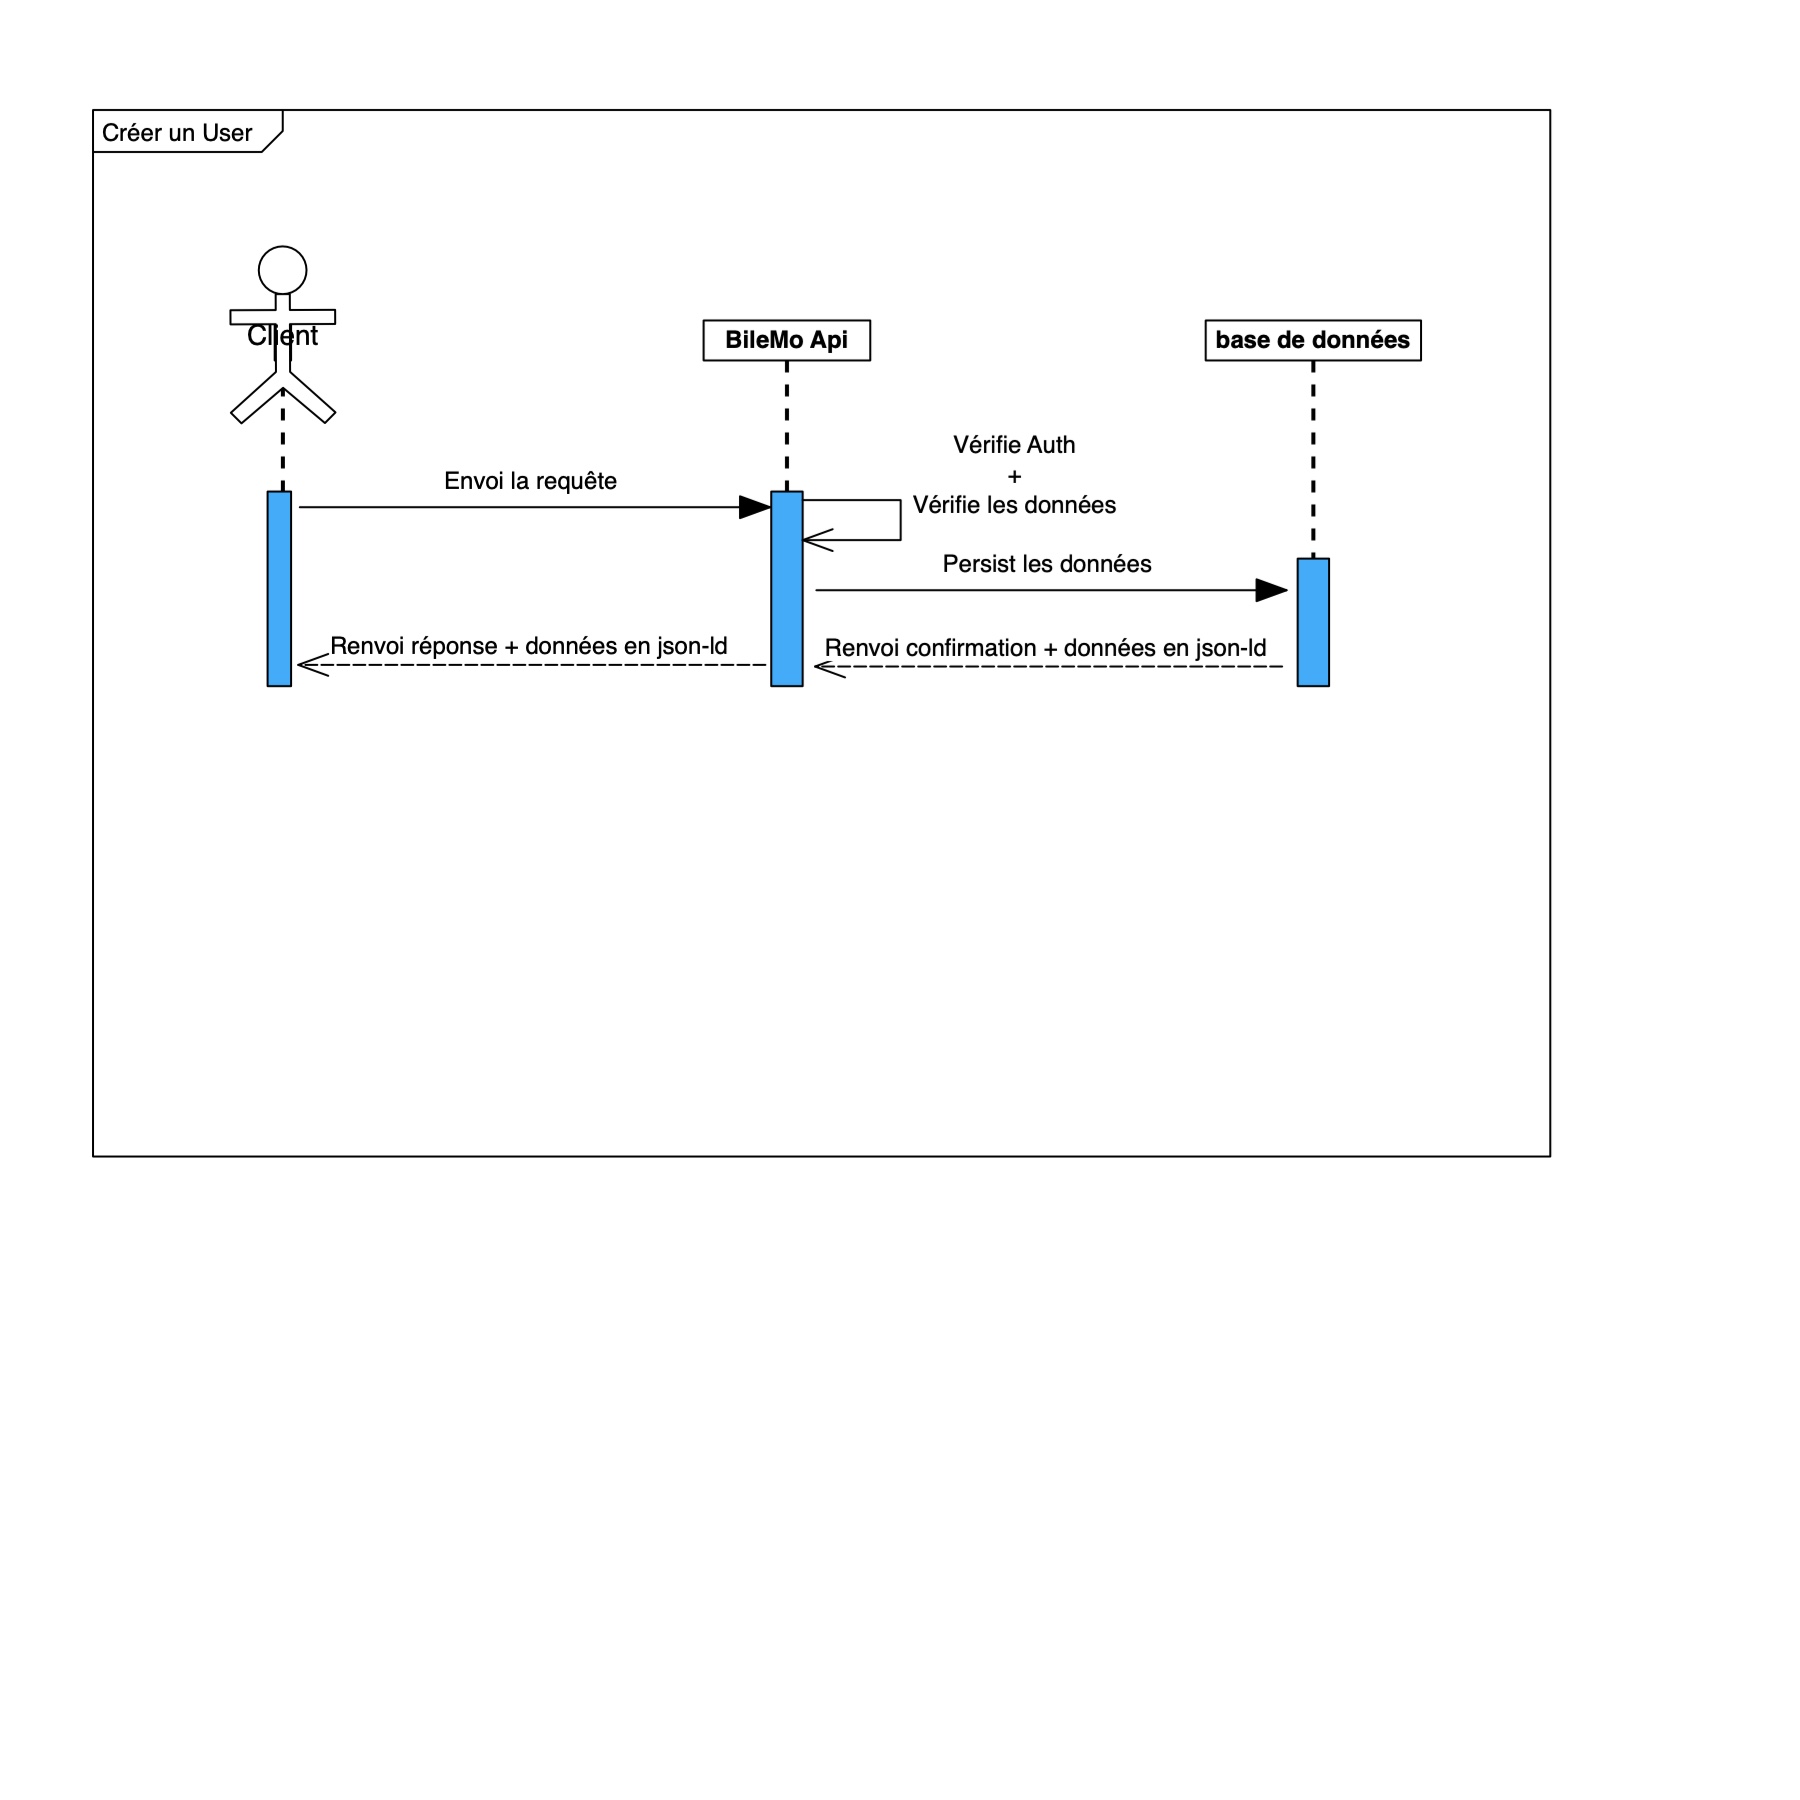 Créer un User
Client
BileMo Api
base de données
Vérifie Auth
+
Vérifie les données
Envoi la requête
Persist les données
Renvoi réponse + données en json-ld
Renvoi confirmation + données en json-ld